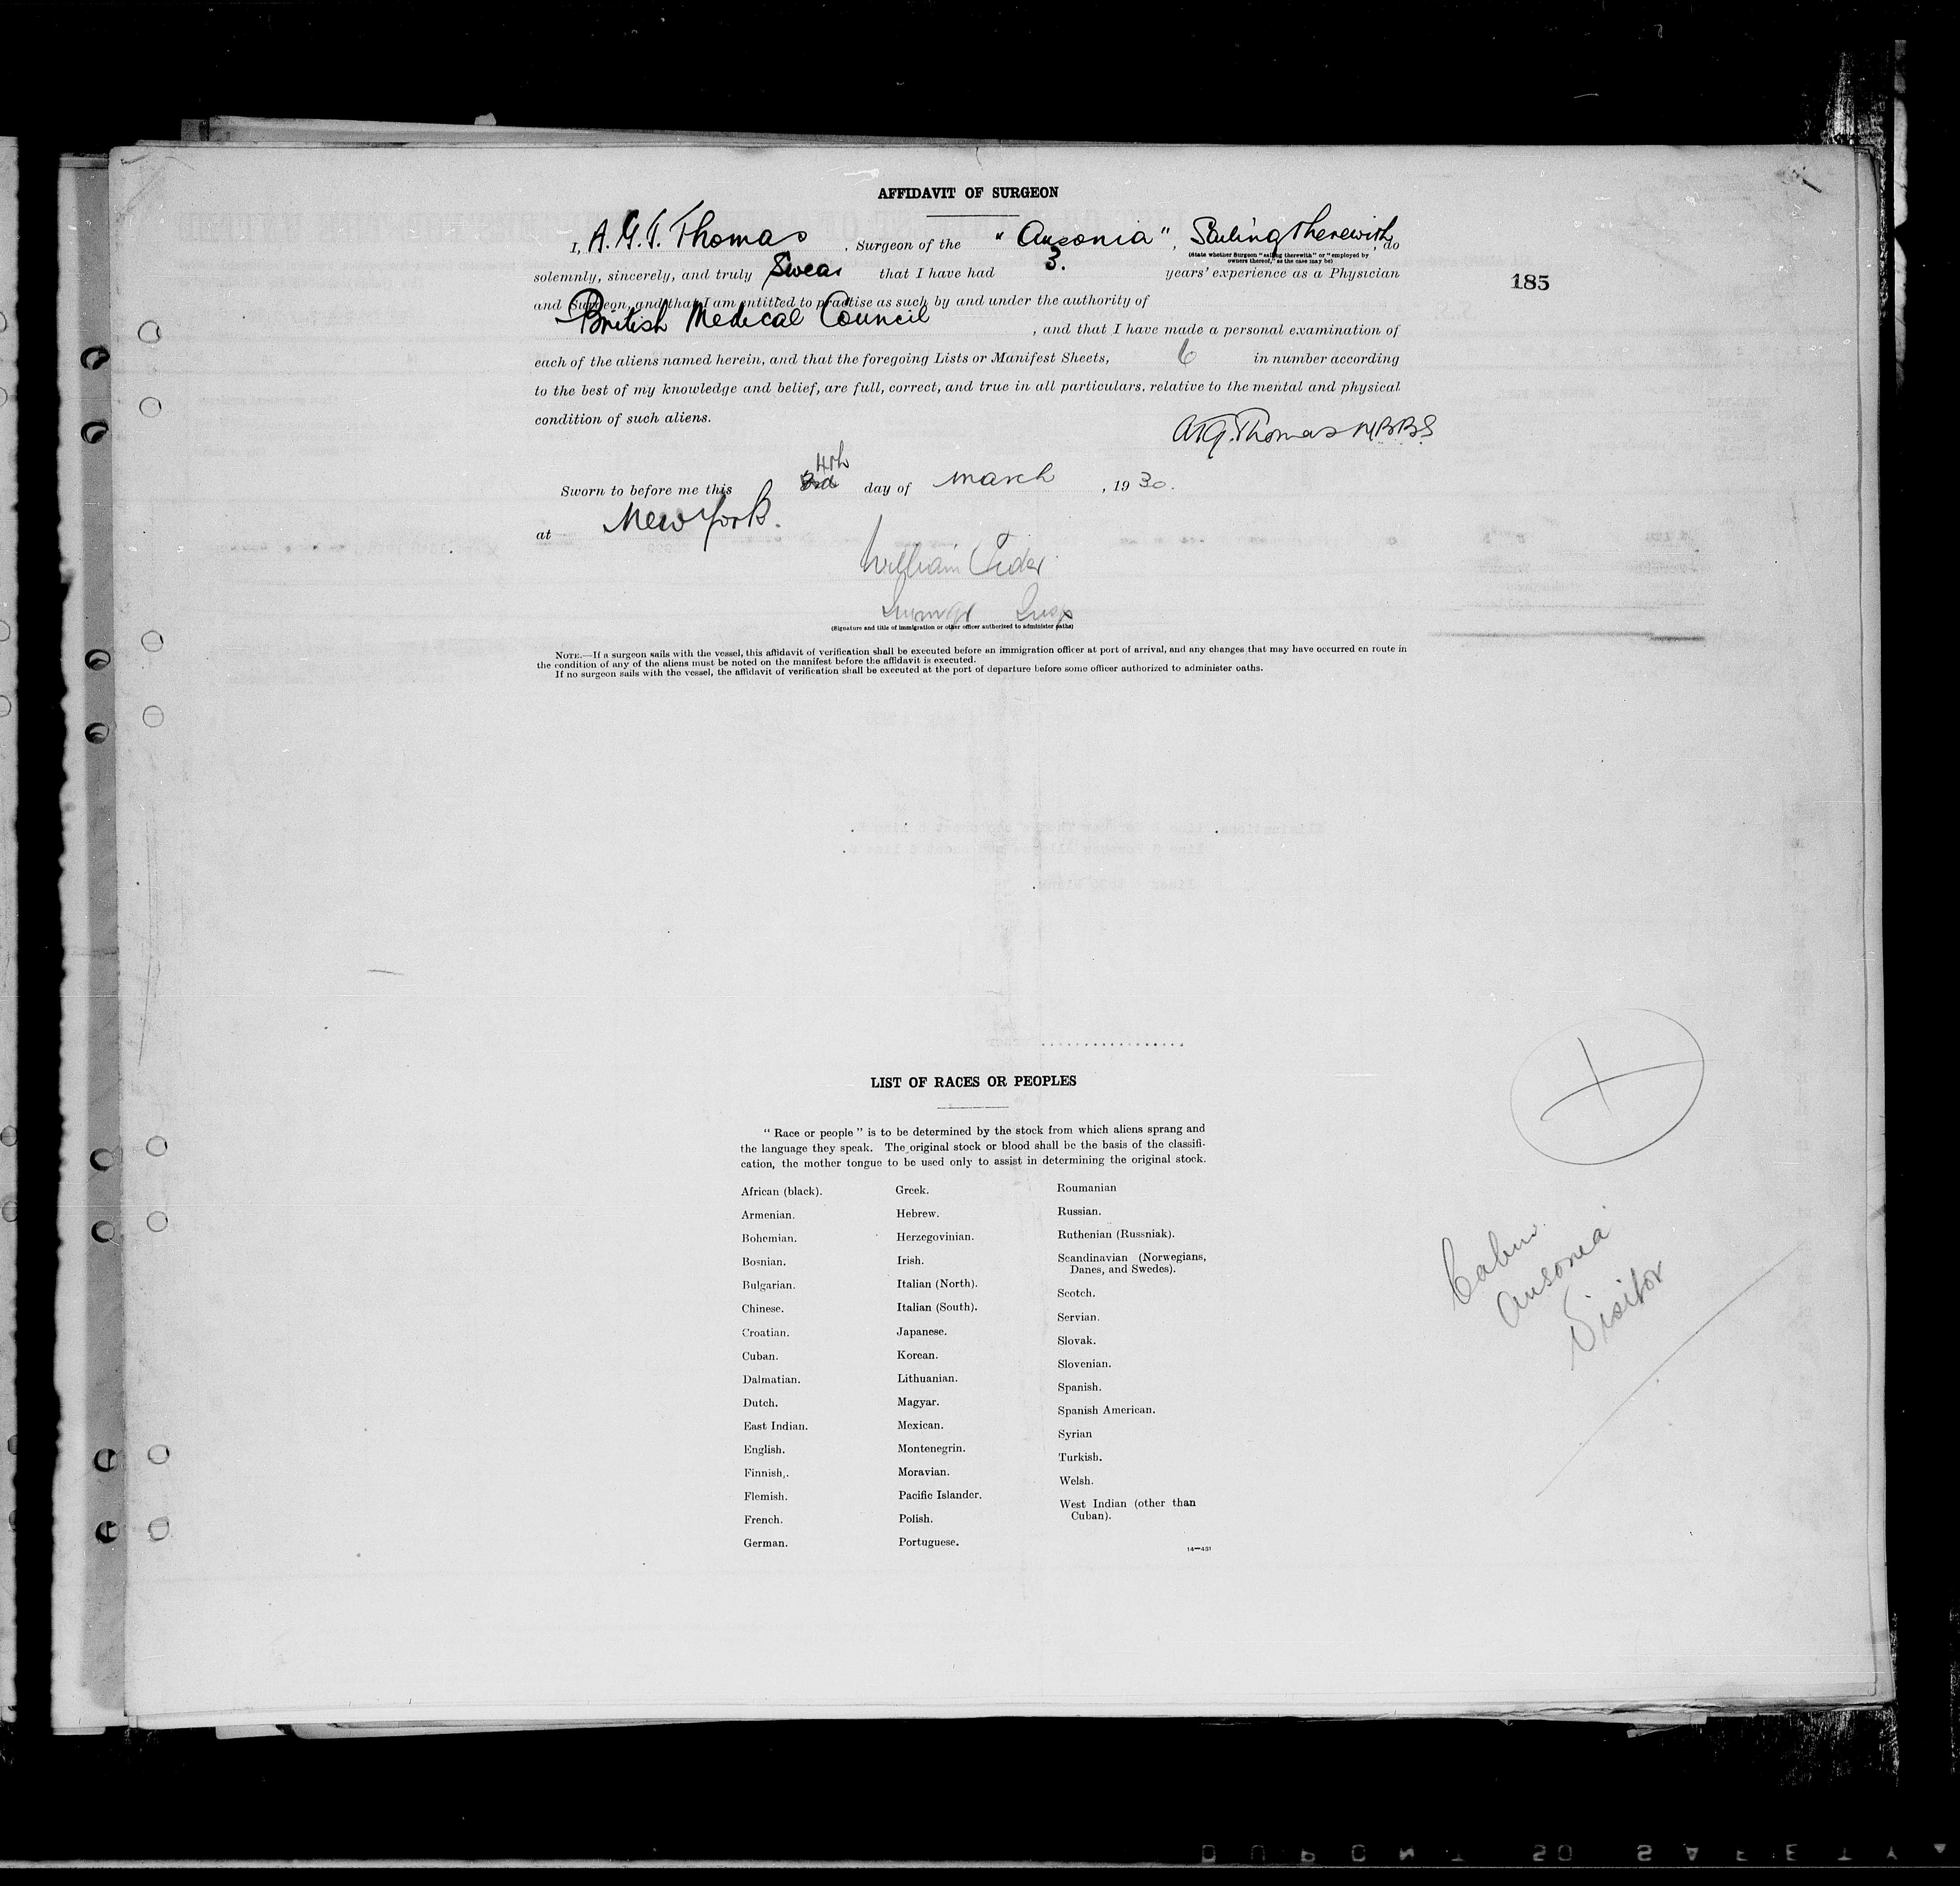 AFFIDAVIT OF SURGEON
I, A. G. T. Thomas, Surgeon of the "Ausonia", Sailing Therewith, do
(State whether Surgeon "sailing therewith" or "employed by
owners thereof," as the case may be)
solemnly, sincerely, and truly Swear that I have had 3. years' experience as a Physician
185
and Surgeon, and that I am entitled to practise as such by and under the authority of
British Medical Council, and that I have made a personal examination of
each of the aliens named herein, and that the foregoing Lists or Manifest Sheets, 6 in number according
to the best of my knowledge and belief, are full, correct, and true in all particulars, relative to the mental and physical
condition of such aliens.
Thomas M.B.B.S
4th
Sworn to before me this 3rd day of march, 1930.
at New York.
William
Immigr Insp
(Signature and title of immigration or other officer authorized to administer oaths)
NOTE.—If a surgeon sails with the vessel, this affidavit of verification shall be executed before an immigration officer at port of arrival, and any changes that may have occurred en route in
the condition of any of the aliens must be noted on the manifest before the affidavit is executed.
If no surgeon sails with the vessel, the affidavit of verification shall be executed at the port of departure before some officer authorized to administer oaths.
LIST OF RACES OR PEOPLES
"Race or people" is to be determined by the stock from which aliens sprang and
the language they speak. The original stock or blood shall be the basis of the classifi-
cation, the mother tongue to be used only to assist in determining the original stock.
African (black).
Armenian.
Bohemian.
Bosnian.
Bulgarian.
Chinese.
Croatian.
Cuban.
Dalmatian.
Dutch.
East Indian.
English.
Finnish.
Flemish.
French.
German.
Greek.
Hebrew.
Herzegovinian.
Irish.
Italian (North).
Italian (South).
Japanese.
Korean.
Lithuanian.
Magyar.
Mexican.
Montenegrin.
Moravian.
Pacific Islander.
Polish.
Portuguese.
Roumanian
Russian.
Ruthenian (Russniak).
Scandinavian (Norwegians,
Danes, and Swedes).
Scotch.
Servian.
Slovak.
Slovenian.
Spanish.
Spanish American.
Syrian
Turkish.
Welsh.
West Indian (other than
Cuban).
14—431
Cabin
Ausonia
Visitor
DUPONT 50 SAFETY